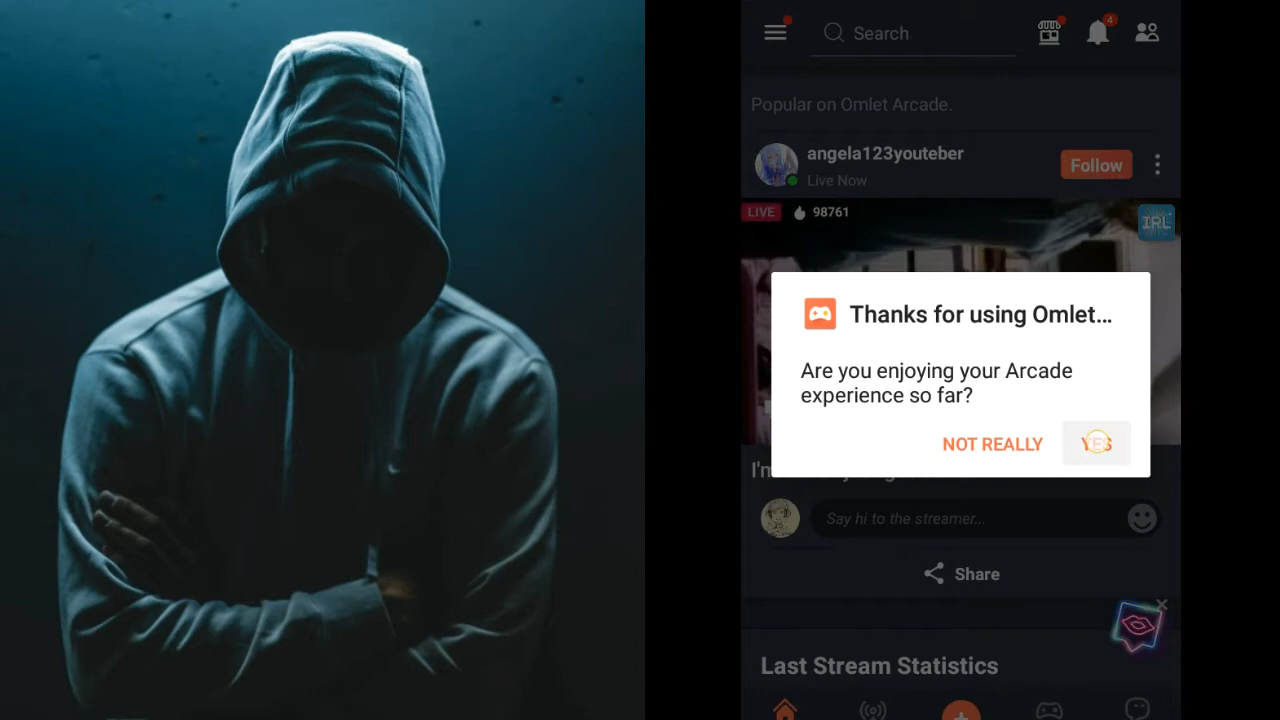 Search
4
Popular on Omlet Arcade.
angela123youteber
Follow
Live Now
LIVE 98761
IRL
Thanks for using Omlet...
Are you enjoying your Arcade
experience so far?
NOT REALLY YES
I'm
Say hi to the streamer...
Share
Last Stream Statistics